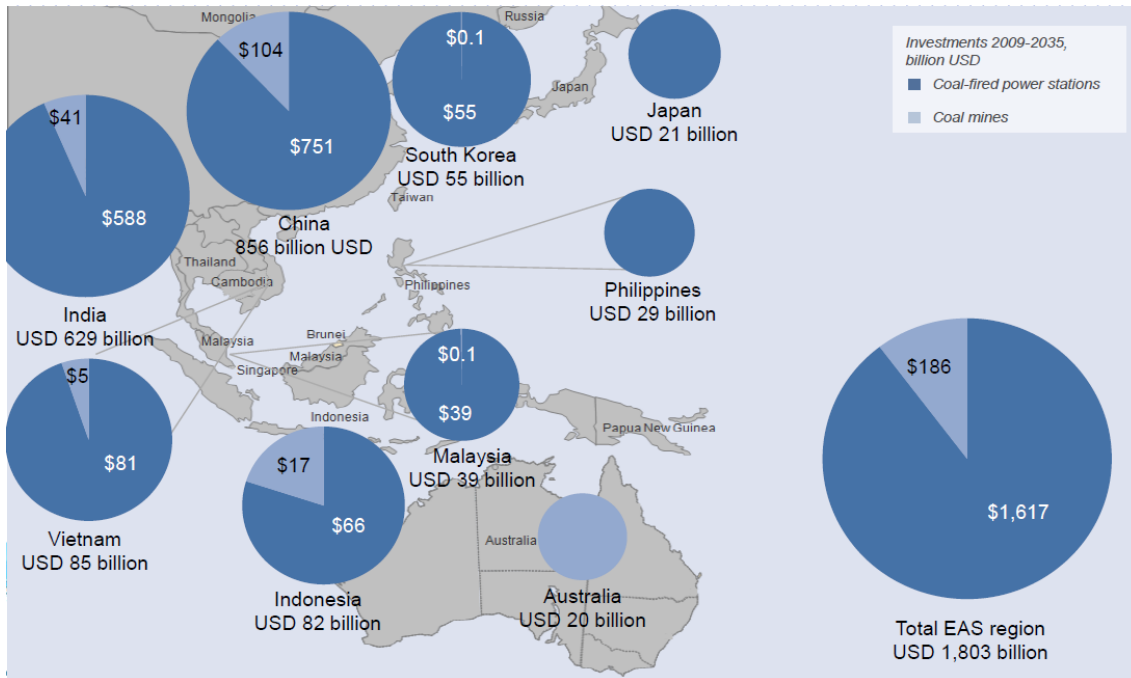 Mongolia
Russia
$104
$751
China
856 billion USD
$0.1
$55
South Korea
USD 55 billion
Japan
Japan
USD 21 billion
Investments 2009-2035,
billion USD
Coal-fired power stations
Coal mines
$41
$588
India
USD 629 billion
Taiwan
Thailand
Cambodia
Philippines
Philippines
USD 29 billion
Malaysia
Singapore
Brunei
Malaysia
Indonesia
$0.1
$39
Malaysia
USD 39 billion
Papua New Guinea
$5
$81
Vietnam
USD 85 billion
$17
$66
Indonesia
USD 82 billion
Australia
Australia
USD 20 billion
$186
$1,617
Total EAS region
USD 1,803 billion